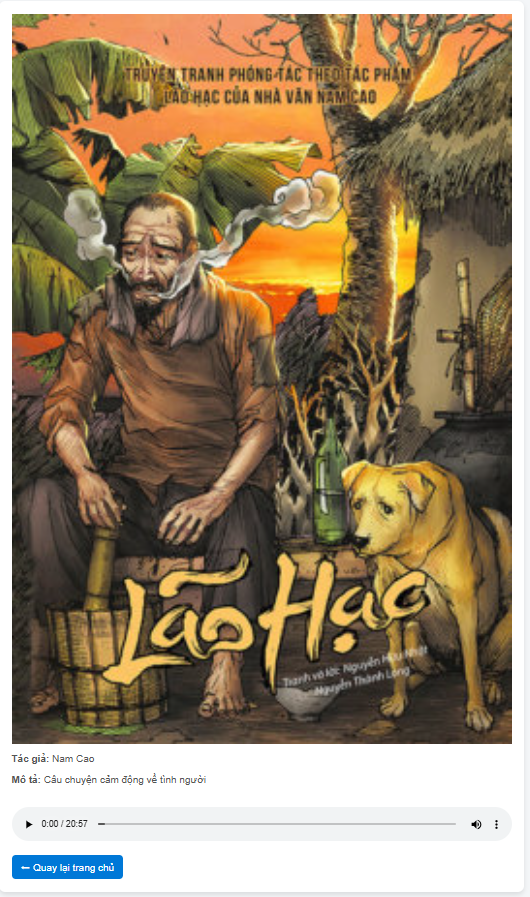 TRUYỆN TRANH PHÓNG TÁC THEO TÁC PHẨM
LÃO HẠC CỦA NHÀ VĂN NAM CAO
Lão Hạc
Tranh và lời: Nguyễn Hữu Nhật
Nguyễn Thành Long
Tác giả: Nam Cao
Mô tả: Câu chuyện cảm động về tình người
0:00 / 20:57
← Quay lại trang chủ